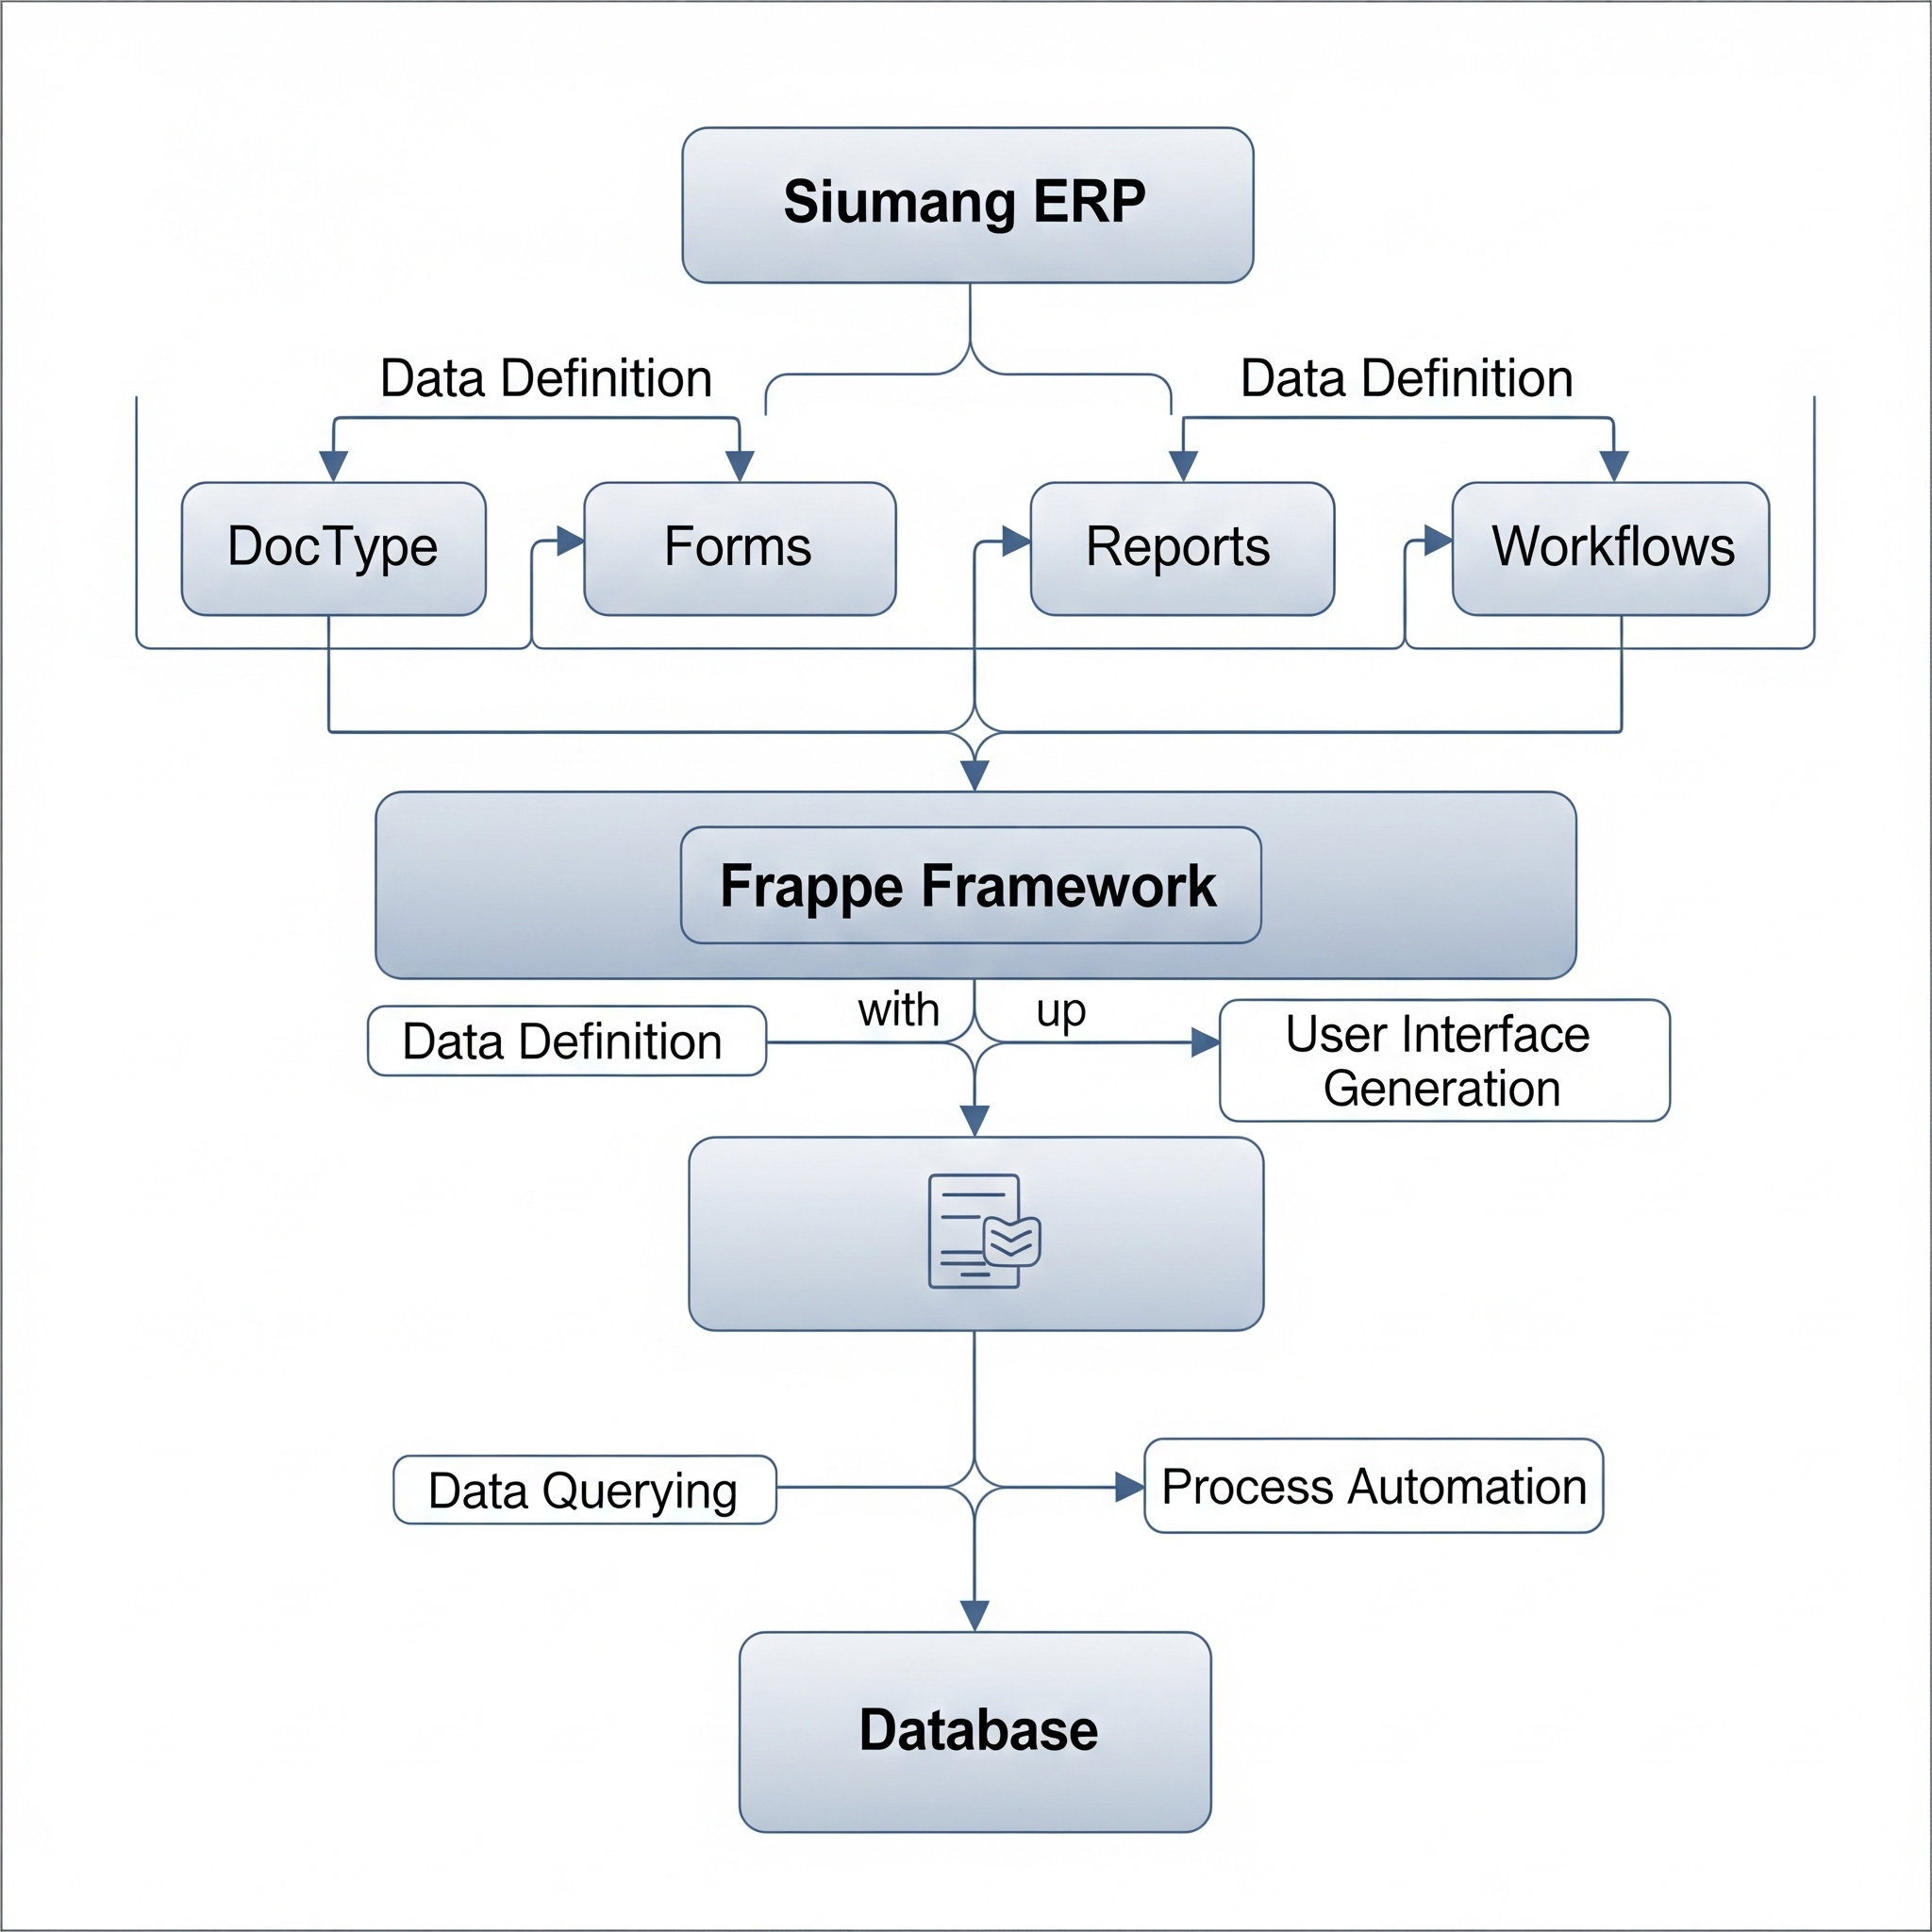 Siumang ERP
Data Definition
Data Definition
DocType
Forms
Reports
Workflows
Frappe Framework
with
up
Data Definition
User Interface
Generation
Data Querying
Process Automation
Database